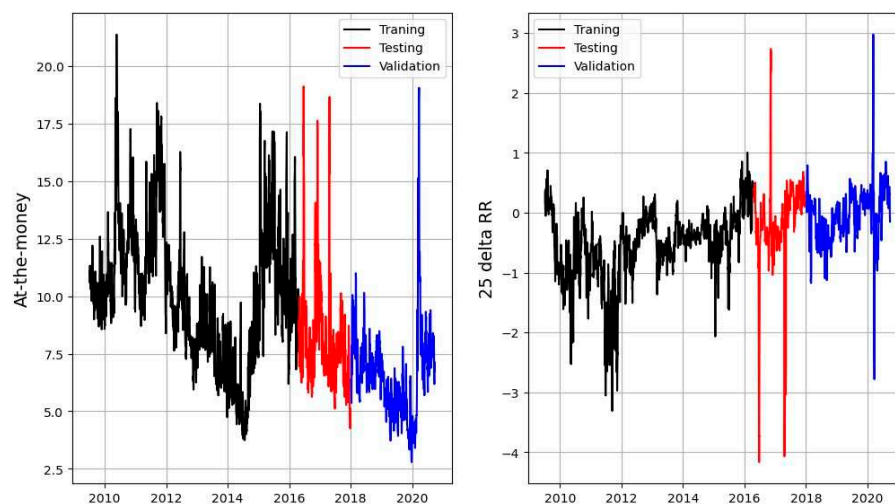 At-the-money
20.0
17.5
15.0
12.5
10.0
7.5
5.0
2.5
2010 2012 2014 2016 2018 2020
Traning
Testing
Validation
25 delta RR
3
2
1
0
−1
−2
−3
−4
2010 2012 2014 2016 2018 2020
Traning
Testing
Validation